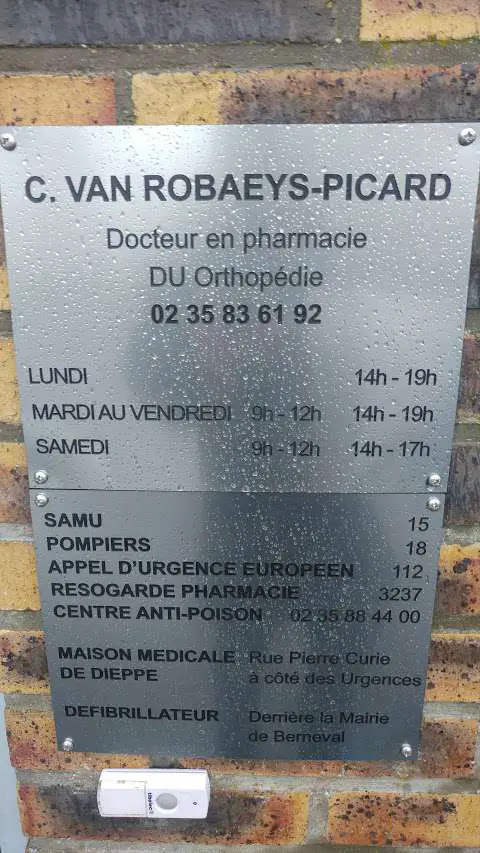 C. VAN ROBAEYS-PICARD
Docteur en pharmacie
DU Orthopédie
02 35 83 61 92
LUNDI 14h - 19h
MARDI AU VENDREDI 9h - 12h 14h - 19h
SAMEDI 9h - 12h 14h - 17h
SAMU 15
POMPIERS 18
APPEL D'URGENCE EUROPEEN 112
RESOGARDE PHARMACIE 3237
CENTRE ANTI-POISON 02 35 88 44 00
MAISON MEDICALE Rue Pierre Curie
DE DIEPPE à côté des Urgences
DEFIBRILLATEUR Derrière la Mairie
de Berneval